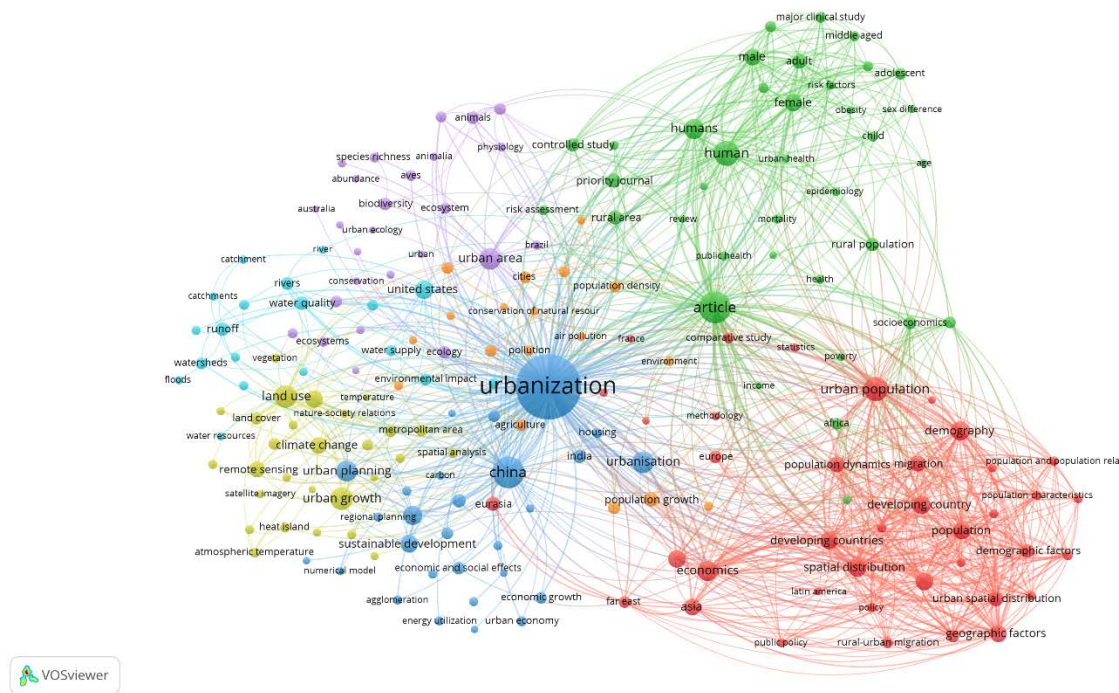 major clinical study
middle aged
male
adult
adolescent
risk factors
female
obesity
sex difference
animals
humans
child
physiology
controlled study
human
urban health
age
species richness
animalia
aves
abundance
priority journal
epidemiology
biodiversity
ecosystem
risk assessment
rural area
review
mortality
australia
urban ecology
brazil
rural population
river
urban
urban area
public health
catchment
conservation
cities
health
rivers
united states
population density
catchments
water quality
article
conservation of natural resour
socioeconomics
runoff
ecosystems
air pollution
france
comparative study
statistics
vegetation
water supply
ecology
pollution
environment
poverty
watersheds
floods
environmental impact
urbanization
income
urban population
land use
temperature
nature-society relations
land cover
agriculture
methodology
africa
water resources
metropolitan area
housing
demography
climate change
spatial analysis
india
urbanisation
europe
population dynamics
migration
population and population rela
remote sensing
urban planning
carbon
china
satellite imagery
urban growth
eurasia
population growth
developing country
population characteristics
regional planning
heat island
population
atmospheric temperature
sustainable development
developing countries
demographic factors
numerical model
economic and social effects
economics
spatial distribution
latin america
agglomeration
economic growth
far east
asia
policy
urban spatial distribution
energy utilization
urban economy
public policy
rural-urban migration
geographic factors
VOSviewer